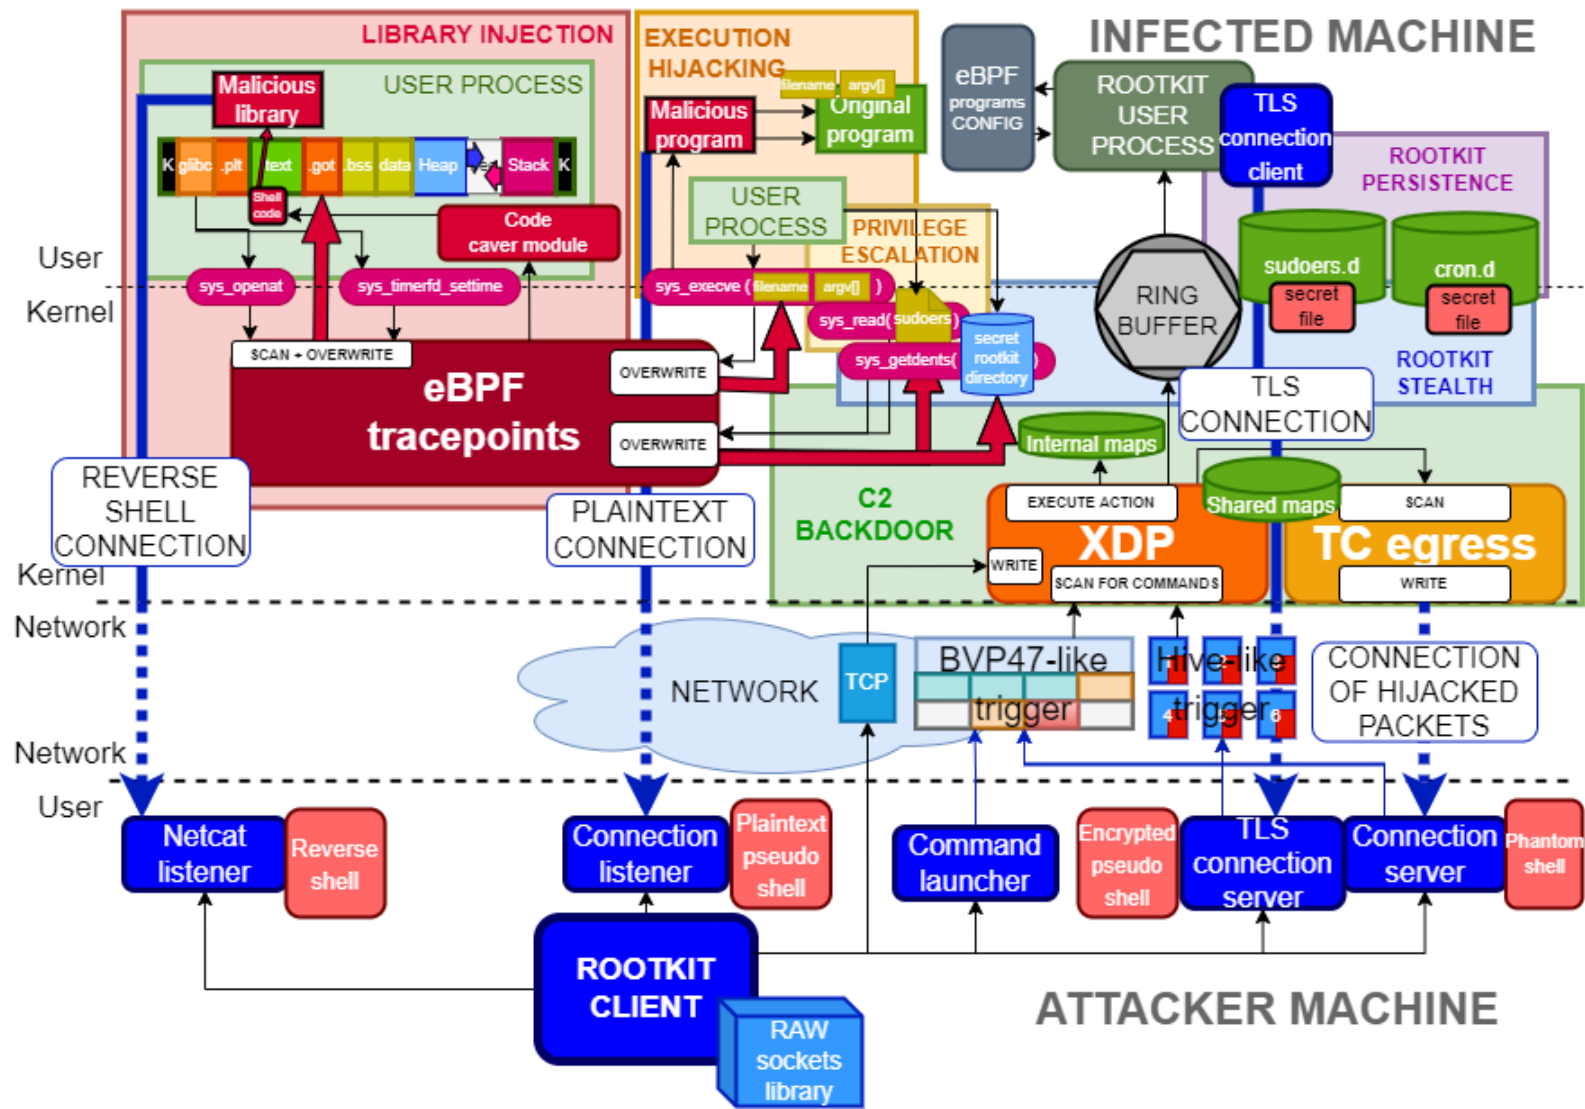 LIBRARY INJECTION
EXECUTION
HIJACKING
INFECTED MACHINE
USER PROCESS
Malicious
library
K
glibc
.plt
.text
.got
.bss
data
Heap
Stack
K
Shell
code
Code
caver module
filename
argv[]
Malicious
program
Original
program
eBPF
programs
CONFIG
ROOTKIT
USER
PROCESS
TLS
connection
client
ROOTKIT
PERSISTENCE
USER
PROCESS
PRIVILEGE
ESCALATION
sudoers.d
secret
file
cron.d
secret
file
User
Kernel
sys_openat
sys_timerfd_settime
sys_execve (
filename
argv[]
)
sys_read(
sudoers
)
sys_getdents(
secret
rootkit
directory
)
RING
BUFFER
ROOTKIT
STEALTH
SCAN + OVERWRITE
eBPF
tracepoints
OVERWRITE
OVERWRITE
TLS
CONNECTION
Internal maps
REVERSE
SHELL
CONNECTION
PLAINTEXT
CONNECTION
C2
BACKDOOR
EXECUTE ACTION
XDP
WRITE
SCAN FOR COMMANDS
Shared maps
SCAN
TC egress
WRITE
Kernel
Network
NETWORK
TCP
BVP47-like
trigger
Hive-like
trigger
1
2
3
4
5
6
CONNECTION
OF HIJACKED
PACKETS
Network
User
Netcat
listener
Reverse
shell
Connection
listener
Plaintext
pseudo
shell
Command
launcher
Encrypted
pseudo
shell
TLS
connection
server
Connection
server
Phantom
shell
ROOTKIT
CLIENT
RAW
sockets
library
ATTACKER MACHINE